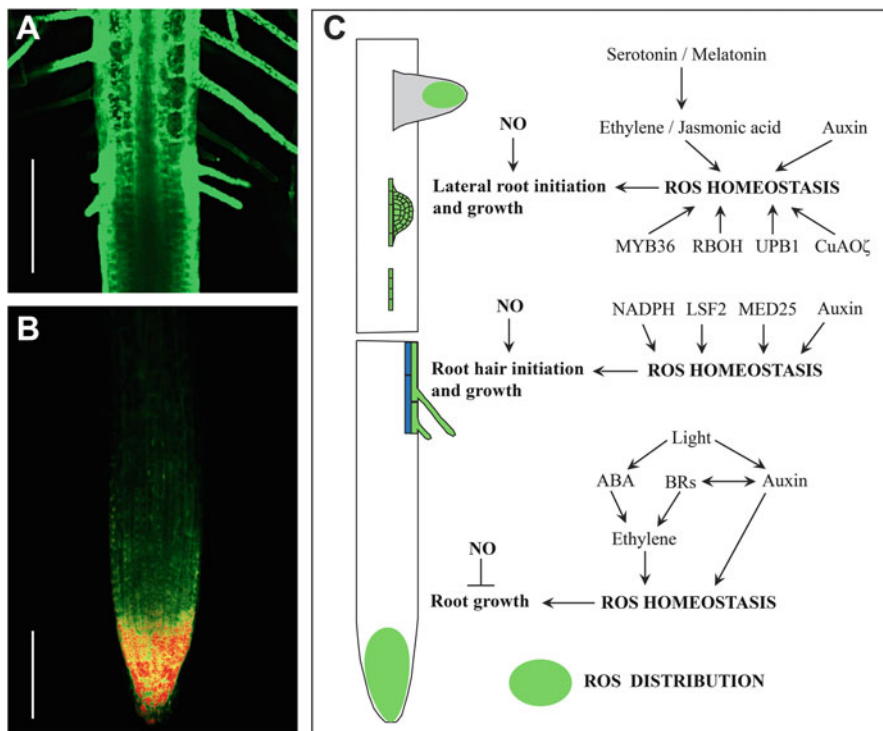 A
B
C
Serotonin / Melatonin
NO
Ethylene / Jasmonic acid
Auxin
Lateral root initiation
and growth
ROS HOMEOSTASIS
MYB36 RBOH UPB1 CuAOζ
NO
NADPH LSF2 MED25 Auxin
Root hair initiation
and growth
ROS HOMEOSTASIS
Light
ABA BRs Auxin
Ethylene
NO
Root growth
ROS HOMEOSTASIS
ROS DISTRIBUTION